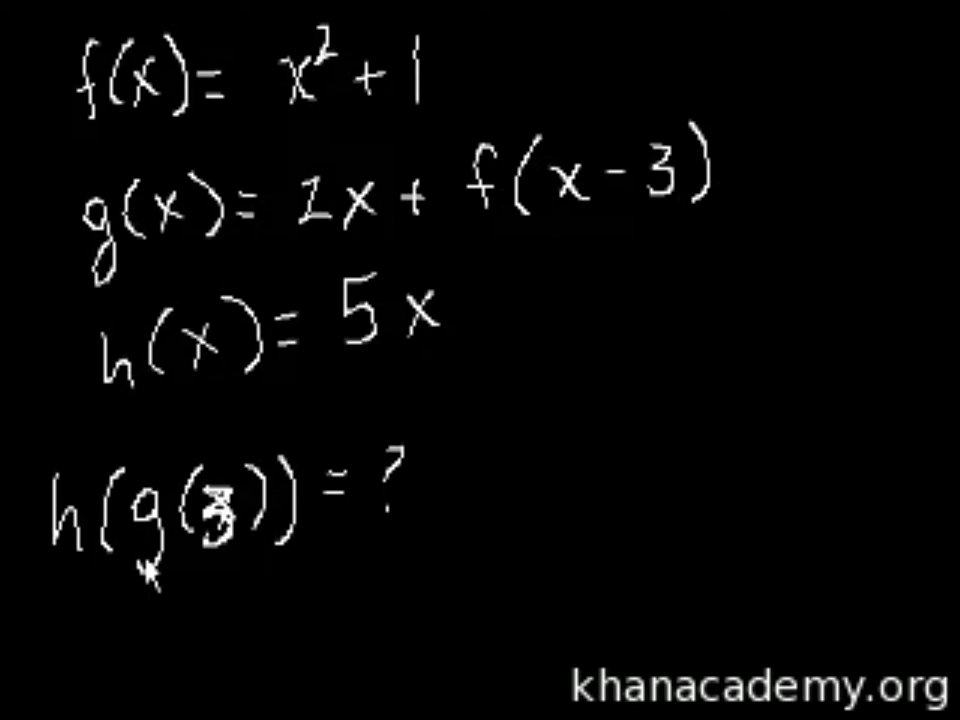 f(x)= x² + 1
g(x)= 2x + f(x - 3)
h(x)= 5x
h(g(3)) = ?
khanacademy.org